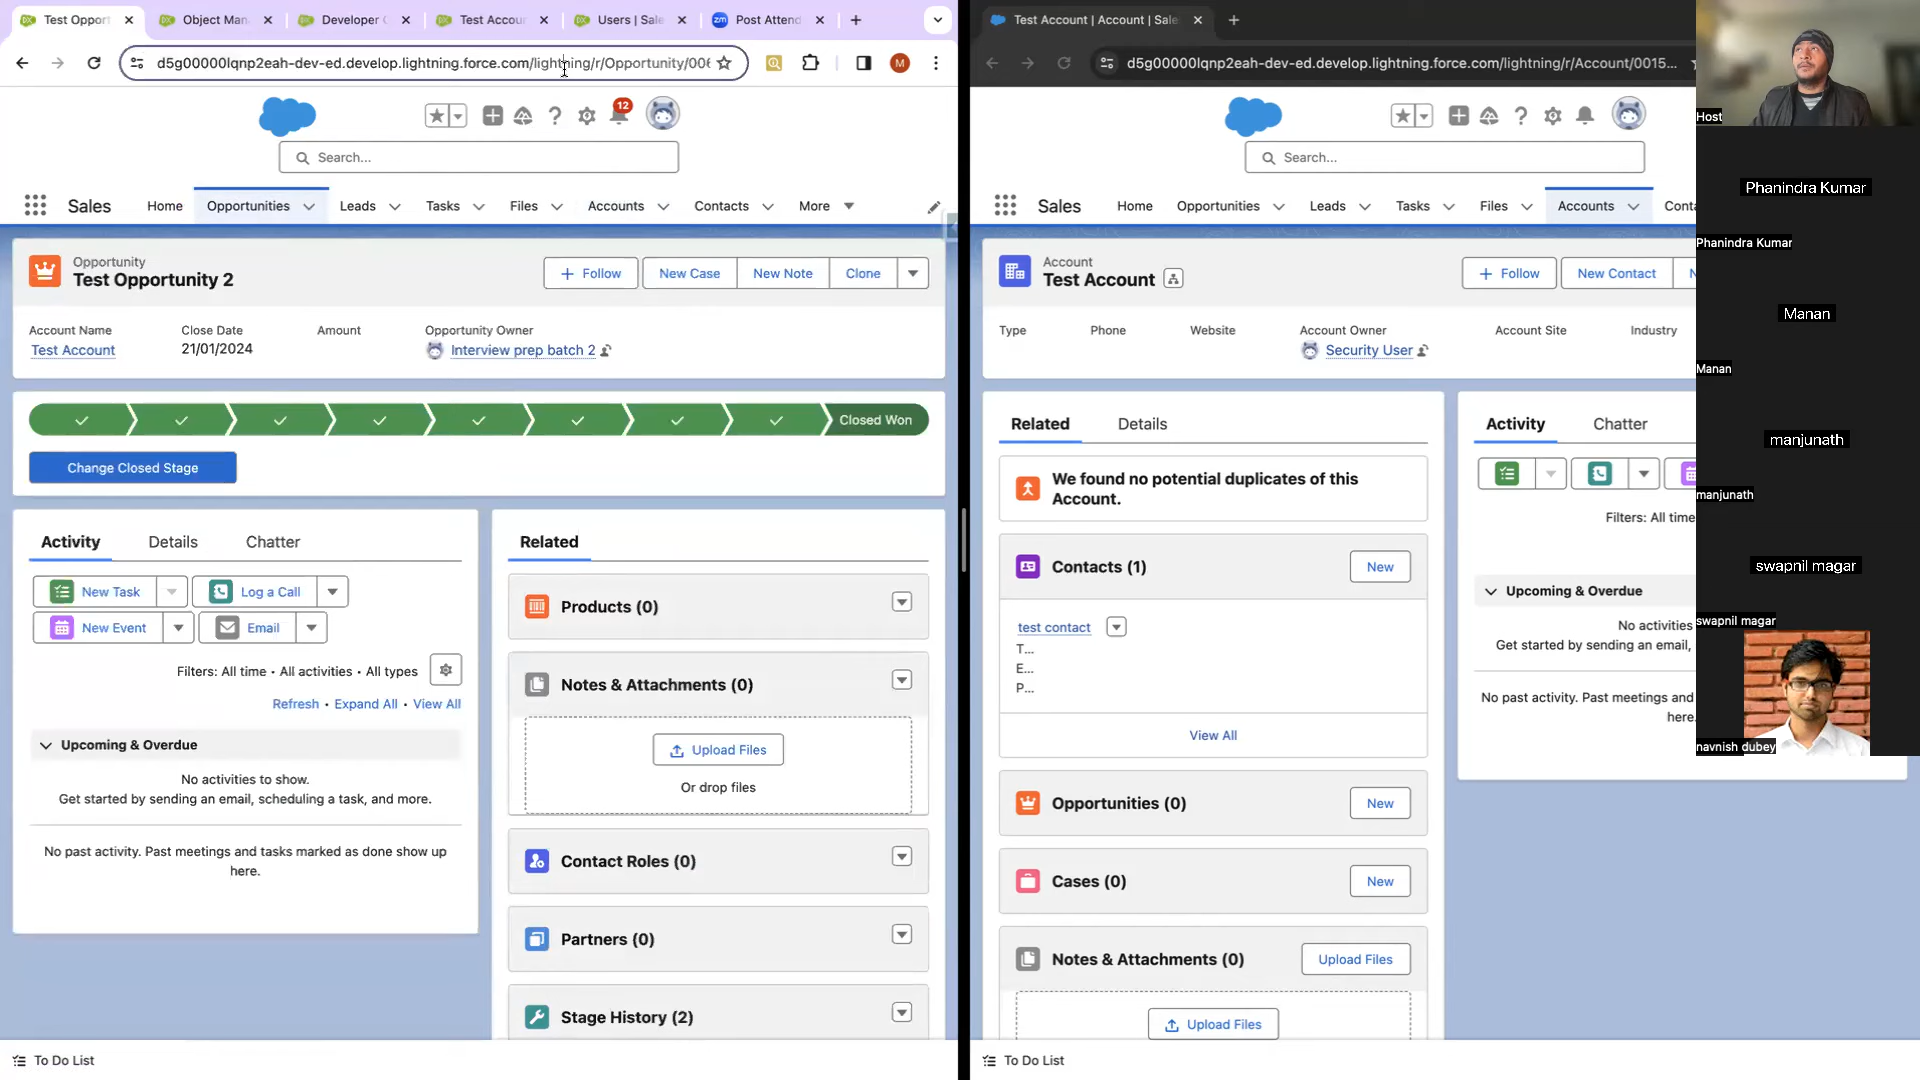 Test Opport
Object Man
Developer C
Test Accou
Users | Sale
Post Attend
d5g00000lqnp2eah-dev-ed.develop.lightning.force.com/lightning/r/Opportunity/006
M
12
Search...
Sales
Home
Opportunities
Leads
Tasks
Files
Accounts
Contacts
More
Opportunity
Test Opportunity 2
Follow
New Case
New Note
Clone
Account Name
Close Date
Amount
Opportunity Owner
Test Account
21/01/2024
Interview prep batch 2
Closed Won
Change Closed Stage
Activity
Details
Chatter
New Task
Log a Call
New Event
Email
Filters: All time • All activities • All types
Refresh • Expand All • View All
Upcoming & Overdue
No activities to show.
Get started by sending an email, scheduling a task, and more.
No past activity. Past meetings and tasks marked as done show up
here.
Related
Products (0)
Notes & Attachments (0)
Upload Files
Or drop files
Contact Roles (0)
Partners (0)
Stage History (2)
To Do List
Test Account | Account | Sale
d5g00000lqnp2eah-dev-ed.develop.lightning.force.com/lightning/r/Account/0015...
Search...
Sales
Home
Opportunities
Leads
Tasks
Files
Accounts
Conta
Account
Test Account
Follow
New Contact
N
Type
Phone
Website
Account Owner
Account Site
Industry
Security User
Related
Details
We found no potential duplicates of this
Account.
Contacts (1)
New
test contact
T...
E...
P...
View All
Opportunities (0)
New
Cases (0)
New
Notes & Attachments (0)
Upload Files
Upload Files
Activity
Chatter
Filters: All time
Upcoming & Overdue
No activities
Get started by sending an email,
No past activity. Past meetings and
here.
To Do List
Host
Phanindra Kumar
Phanindra Kumar
Manan
Manan
manjunath
manjunath
swapnil magar
swapnil magar
navnish dubey